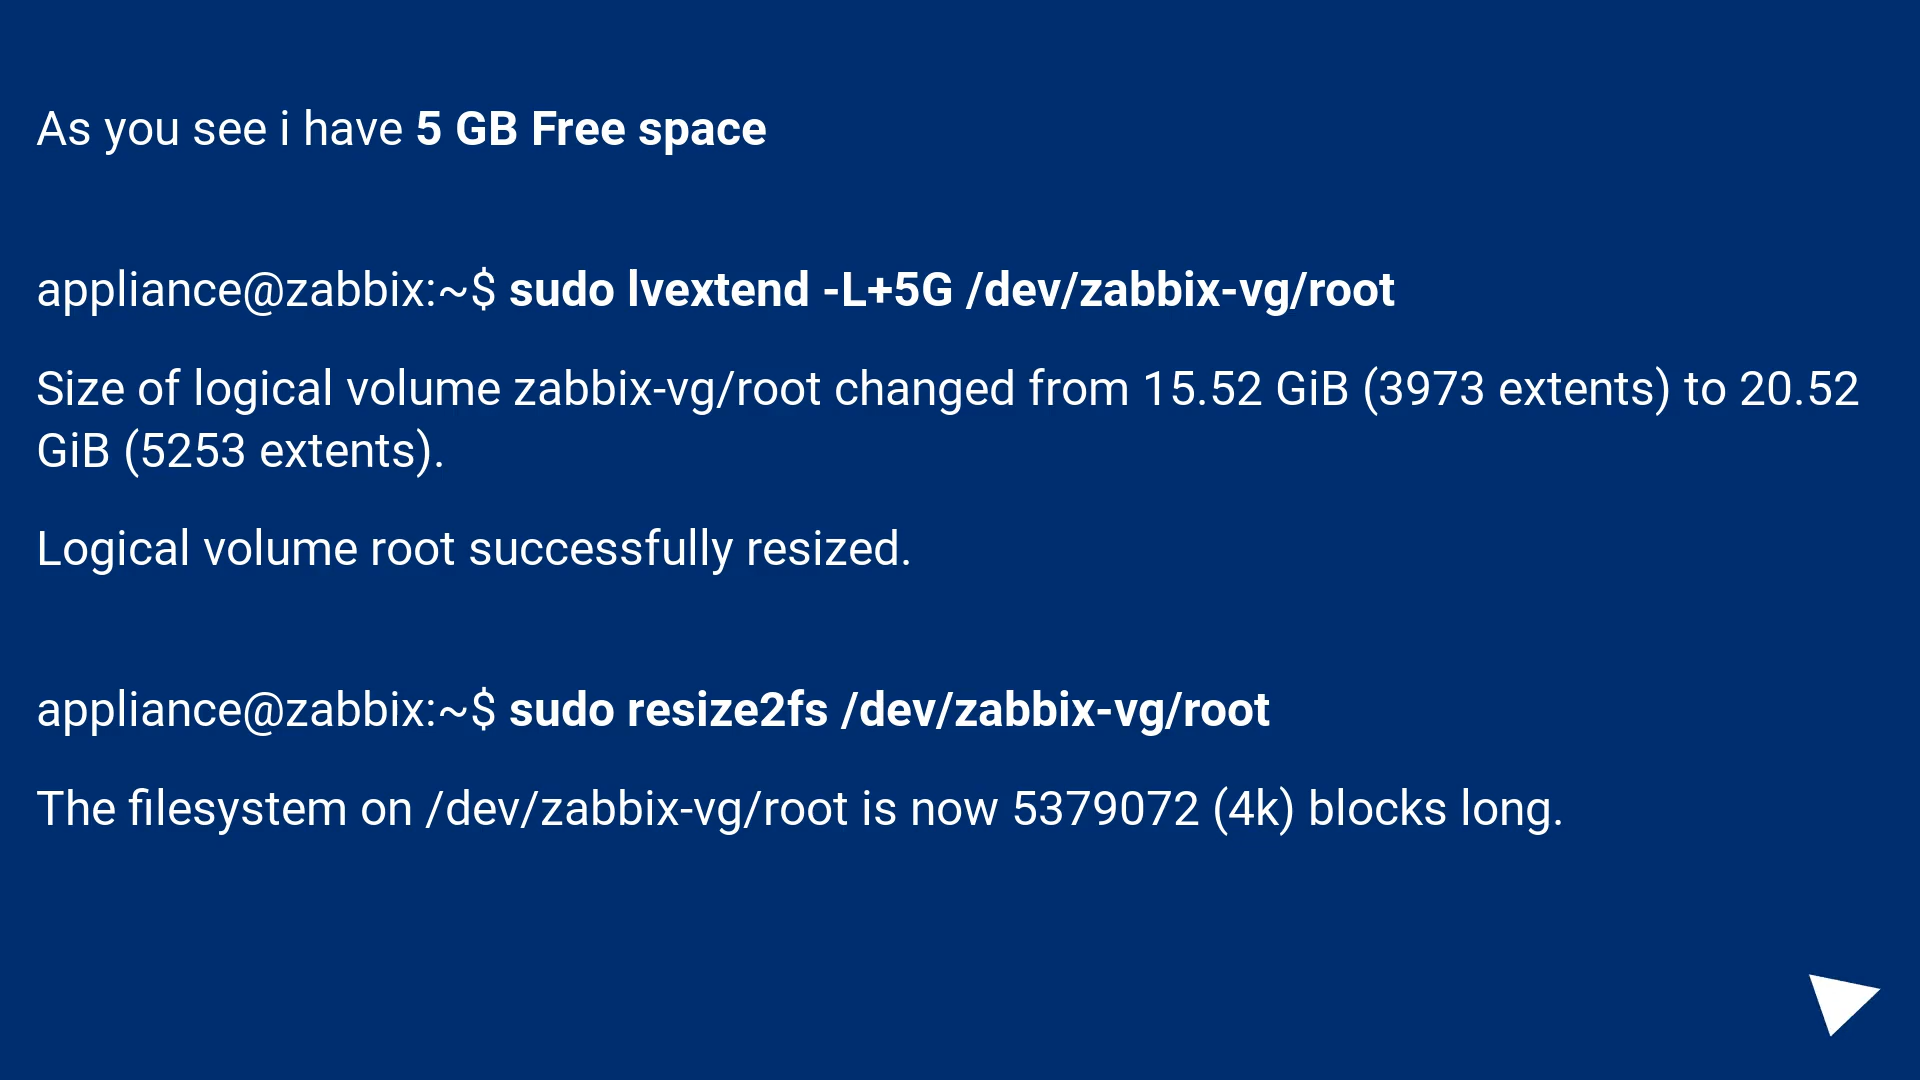 As you see i have 5 GB Free space
appliance@zabbix:~$ sudo lvextend -L+5G /dev/zabbix-vg/root
Size of logical volume zabbix-vg/root changed from 15.52 GiB (3973 extents) to 20.52
GiB (5253 extents).
Logical volume root successfully resized.
appliance@zabbix:~$ sudo resize2fs /dev/zabbix-vg/root
The filesystem on /dev/zabbix-vg/root is now 5379072 (4k) blocks long.